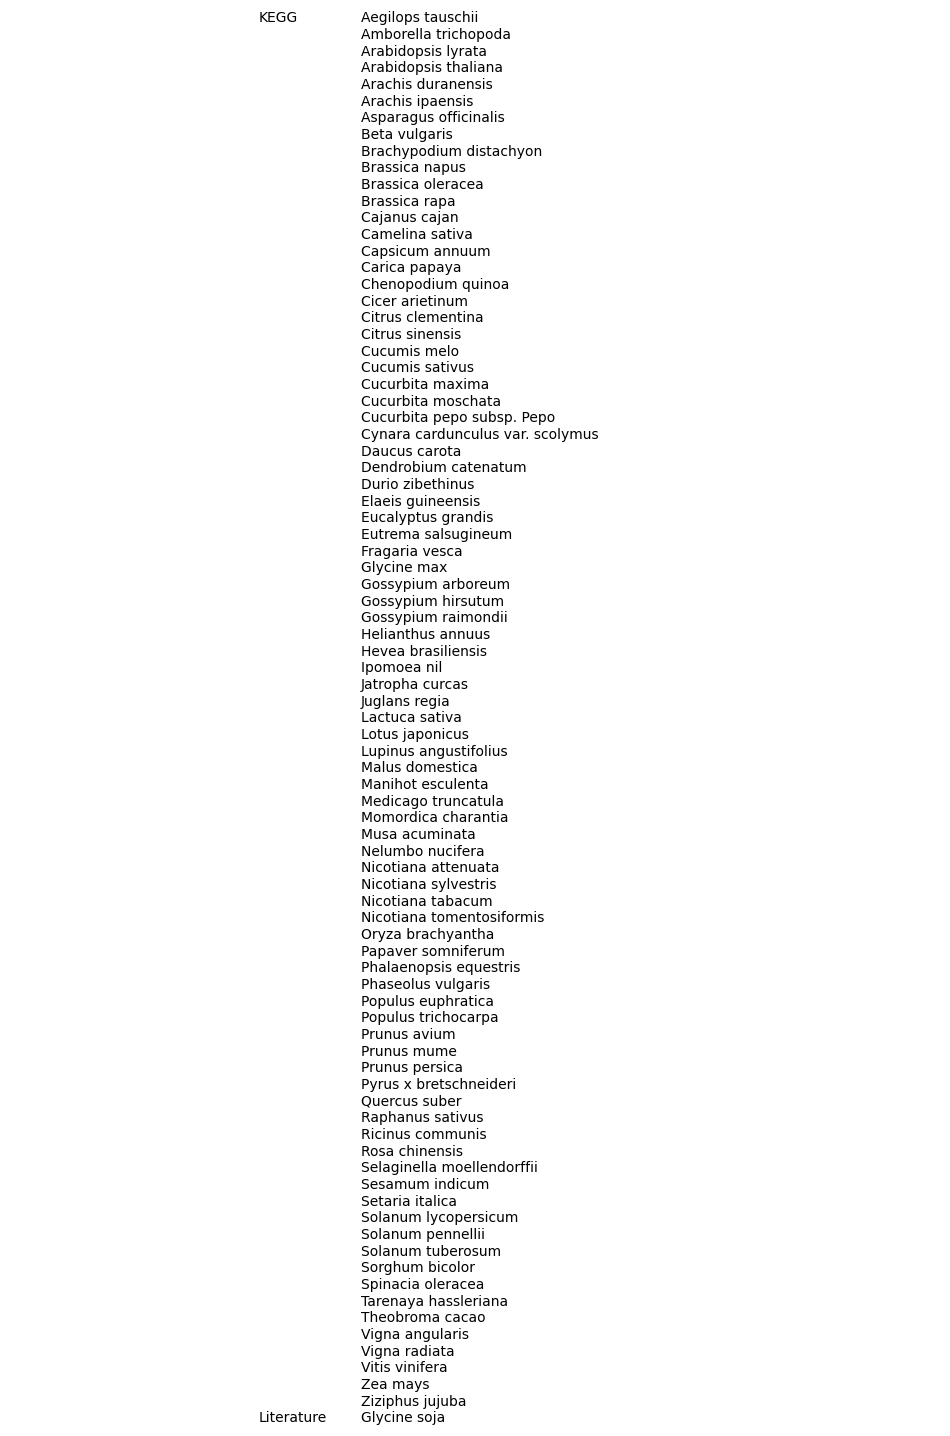 KEGG Aegilops tauschii
Amborella trichopoda
Arabidopsis lyrata
Arabidopsis thaliana
Arachis duranensis
Arachis ipaensis
Asparagus officinalis
Beta vulgaris
Brachypodium distachyon
Brassica napus
Brassica oleracea
Brassica rapa
Cajanus cajan
Camelina sativa
Capsicum annuum
Carica papaya
Chenopodium quinoa
Cicer arietinum
Citrus clementina
Citrus sinensis
Cucumis melo
Cucumis sativus
Cucurbita maxima
Cucurbita moschata
Cucurbita pepo subsp. Pepo
Cynara cardunculus var. scolymus
Daucus carota
Dendrobium catenatum
Durio zibethinus
Elaeis guineensis
Eucalyptus grandis
Eutrema salsugineum
Fragaria vesca
Glycine max
Gossypium arboreum
Gossypium hirsutum
Gossypium raimondii
Helianthus annuus
Hevea brasiliensis
Ipomoea nil
Jatropha curcas
Juglans regia
Lactuca sativa
Lotus japonicus
Lupinus angustifolius
Malus domestica
Manihot esculenta
Medicago truncatula
Momordica charantia
Musa acuminata
Nelumbo nucifera
Nicotiana attenuata
Nicotiana sylvestris
Nicotiana tabacum
Nicotiana tomentosiformis
Oryza brachyantha
Papaver somniferum
Phalaenopsis equestris
Phaseolus vulgaris
Populus euphratica
Populus trichocarpa
Prunus avium
Prunus mume
Prunus persica
Pyrus x bretschneideri
Quercus suber
Raphanus sativus
Ricinus communis
Rosa chinensis
Selaginella moellendorffii
Sesamum indicum
Setaria italica
Solanum lycopersicum
Solanum pennellii
Solanum tuberosum
Sorghum bicolor
Spinacia oleracea
Tarenaya hassleriana
Theobroma cacao
Vigna angularis
Vigna radiata
Vitis vinifera
Zea mays
Ziziphus jujuba
Literature Glycine soja